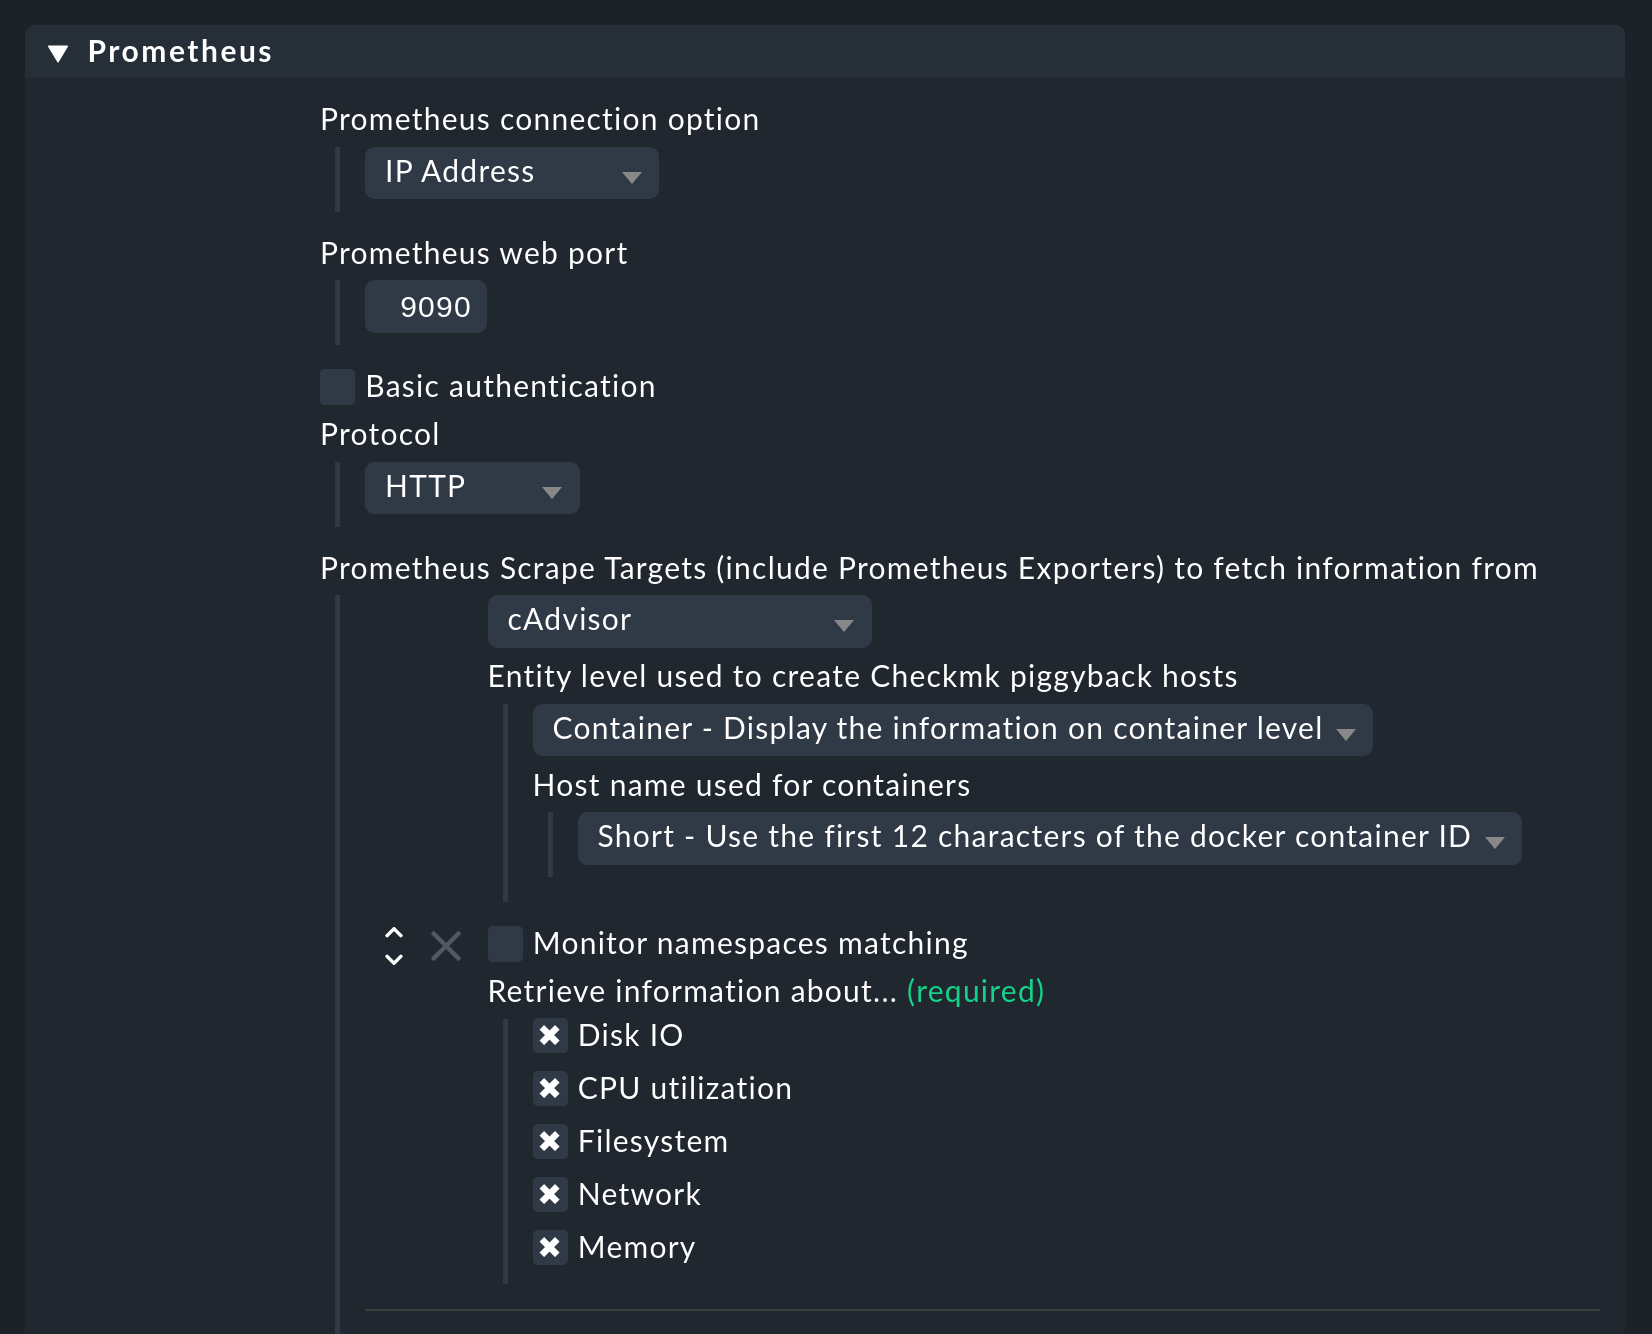 Prometheus
Prometheus connection option
IP Address
Prometheus web port
9090
Basic authentication
Protocol
HTTP
Prometheus Scrape Targets (include Prometheus Exporters) to fetch information from
cAdvisor
Entity level used to create Checkmk piggyback hosts
Container - Display the information on container level
Host name used for containers
Short - Use the first 12 characters of the docker container ID
Monitor namespaces matching
Retrieve information about... (required)
Disk IO
CPU utilization
Filesystem
Network
Memory